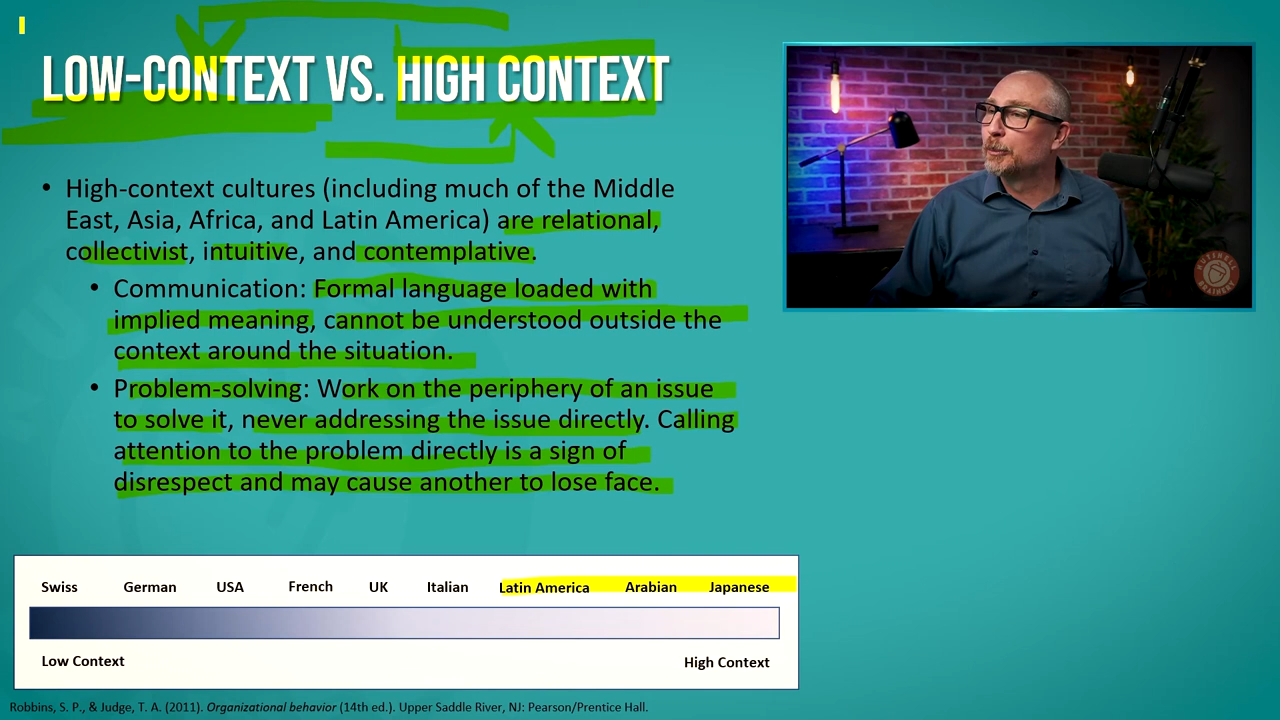 LOW-CONTEXT VS. HIGH CONTEXT
• High-context cultures (including much of the Middle
East, Asia, Africa, and Latin America) are relational,
collectivist, intuitive, and contemplative.
• Communication: Formal language loaded with
implied meaning, cannot be understood outside the
context around the situation.
• Problem-solving: Work on the periphery of an issue
to solve it, never addressing the issue directly. Calling
attention to the problem directly is a sign of
disrespect and may cause another to lose face.
NUTSHELL
BRAINERY
Swiss German USA French UK Italian Latin America Arabian Japanese
Low Context High Context
Robbins, S. P., & Judge, T. A. (2011). Organizational behavior (14th ed.). Upper Saddle River, NJ: Pearson/Prentice Hall.